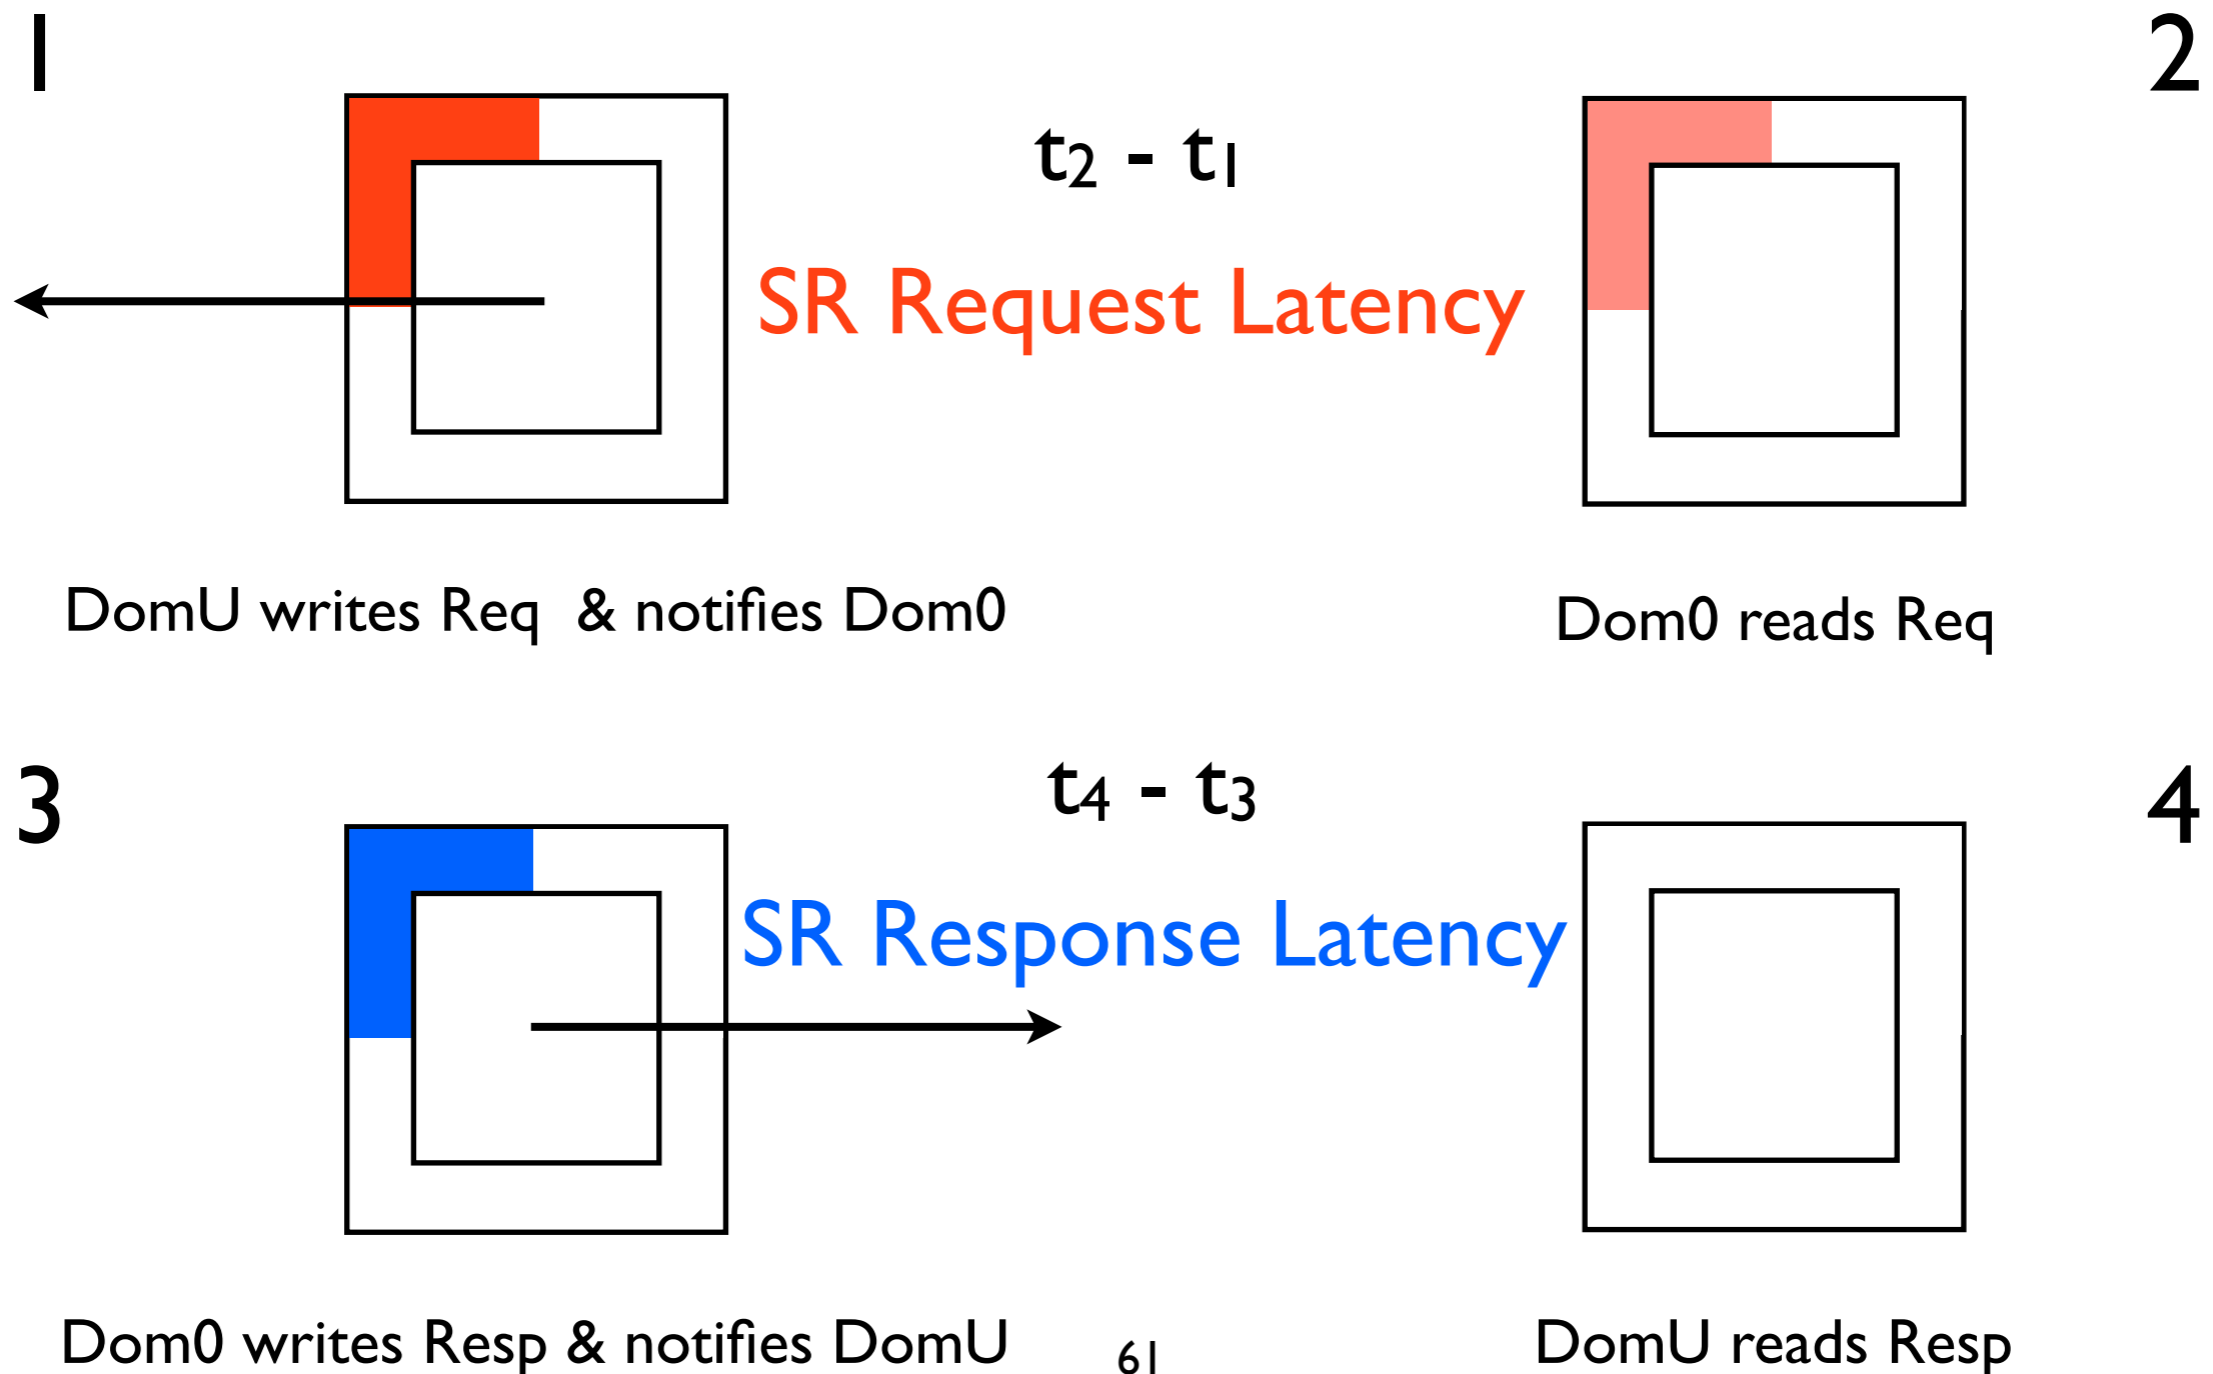 1
2
t2 - t1
SR Request Latency
DomU writes Req & notifies Dom0
Dom0 reads Req
3
t4 - t3
4
SR Response Latency
Dom0 writes Resp & notifies DomU
61
DomU reads Resp